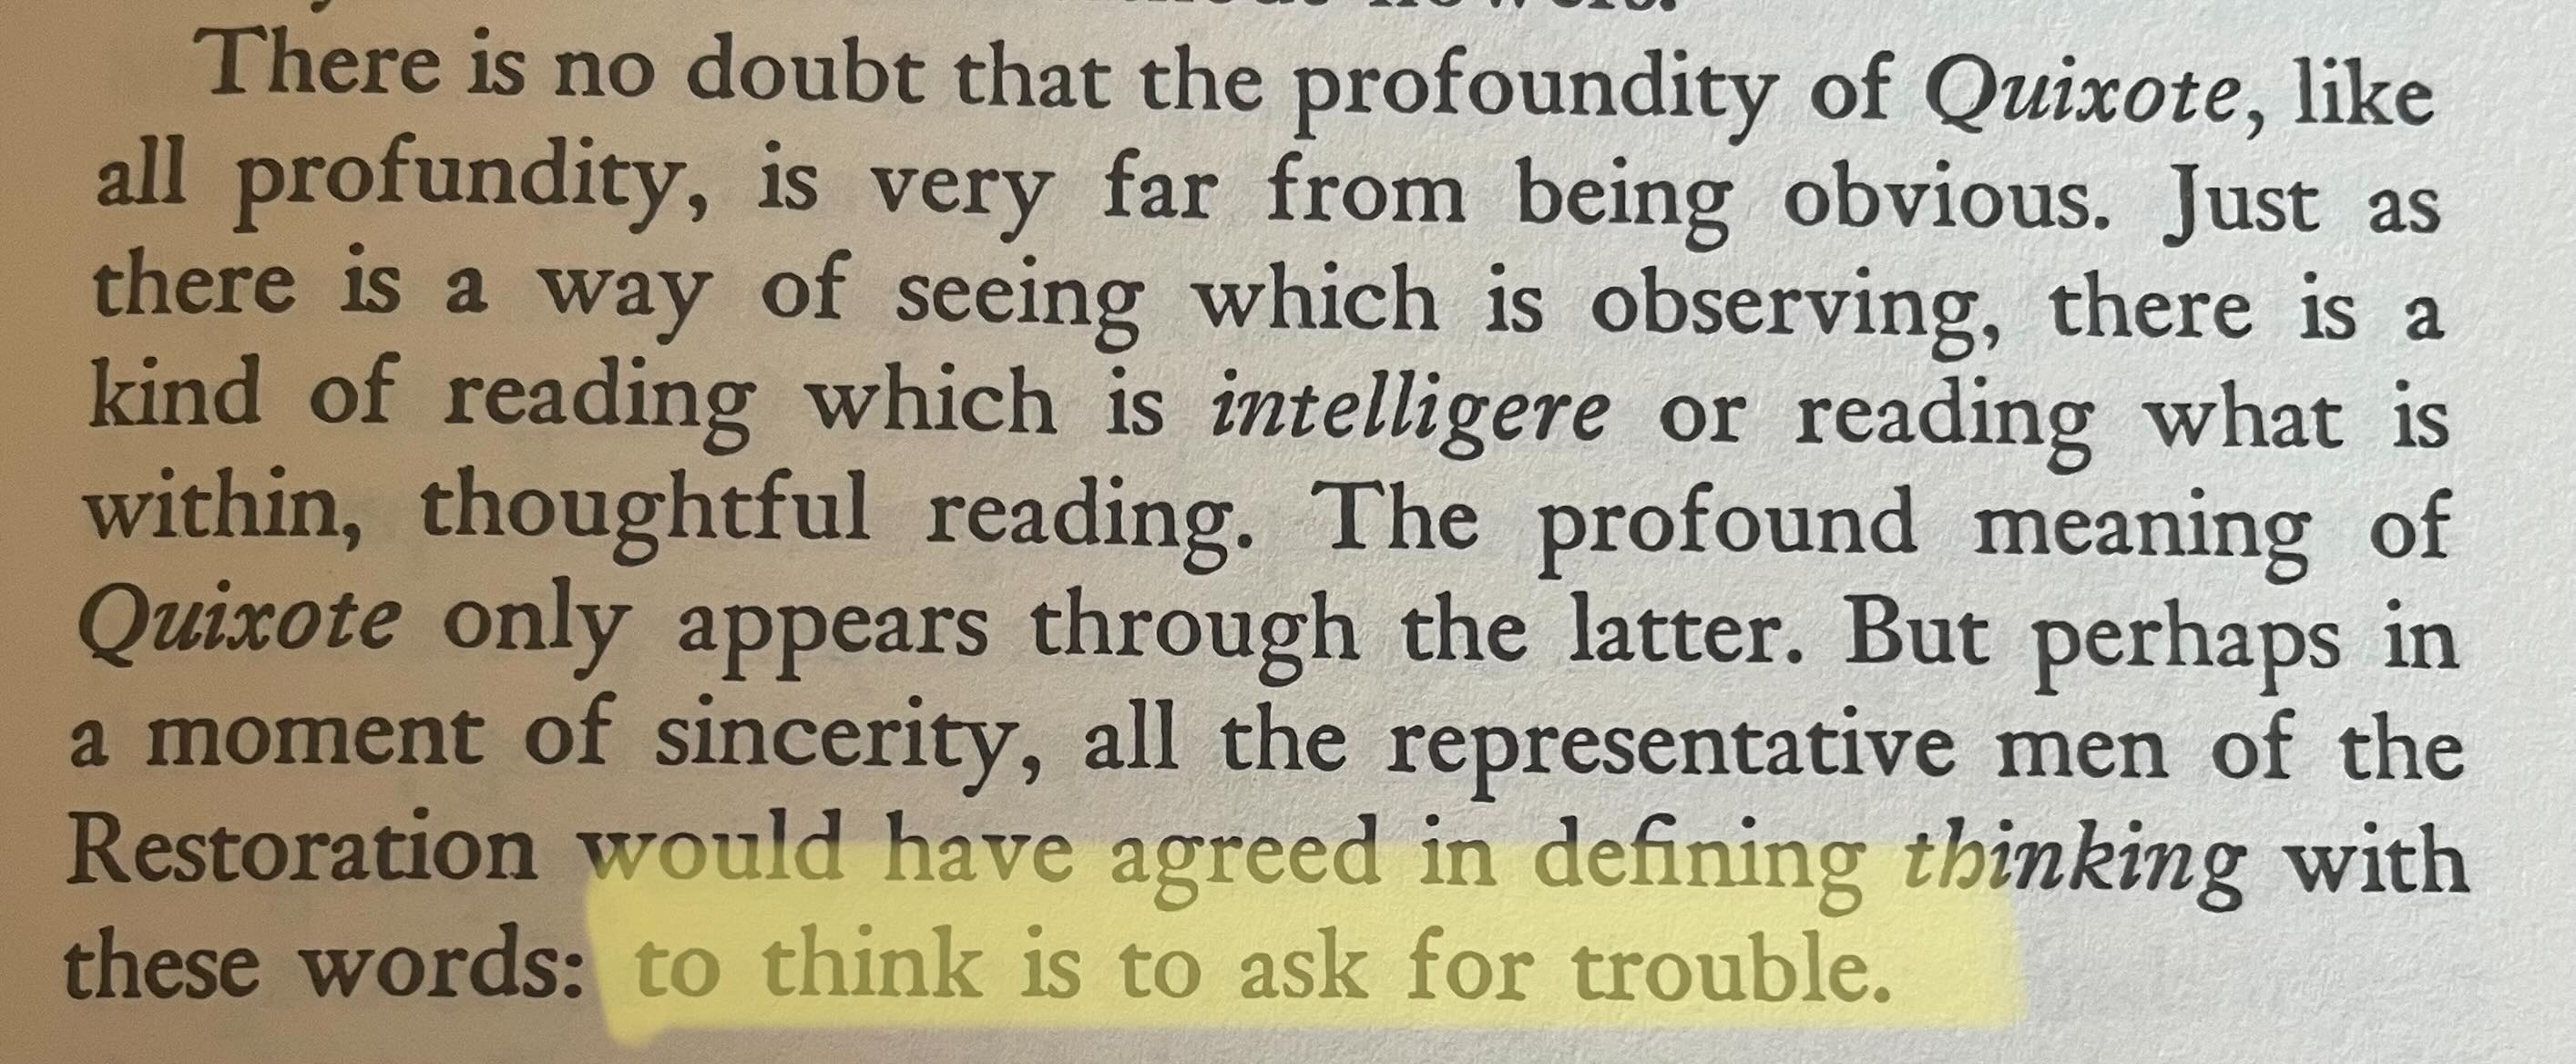 There is no doubt that the profoundity of Quixote, like
all profundity, is very far from being obvious. Just as
there is a way of seeing which is observing, there is a
kind of reading which is intelligere or reading what is
within, thoughtful reading. The profound meaning of
Quixote only appears through the latter. But perhaps in
a moment of sincerity, all the representative men of the
Restoration would have agreed in defining thinking with
these words: to think is to ask for trouble.